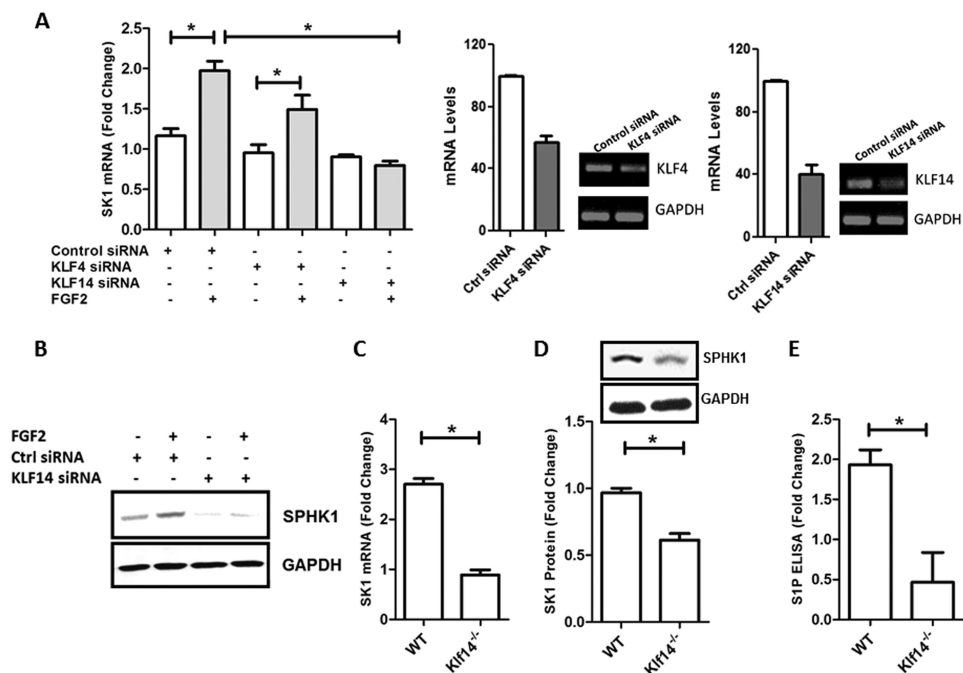 A
SK1 mRNA (Fold Change)
2.5
2.0
1.5
1.0
0.5
0.0
*
*
*
Control siRNA + + - - - -
KLF4 siRNA - - + + - -
KLF14 siRNA - - - - + +
FGF2 - + - + - +
mRNA Levels
120
80
40
0
Ctrl siRNA
KLF4 siRNA
Control siRNA
KLF4 siRNA
KLF4
GAPDH
mRNA Levels
120
80
40
0
Ctrl siRNA
KLF14 siRNA
Control siRNA
KLF14 siRNA
KLF14
GAPDH
B
FGF2 - + - +
Ctrl siRNA + + - -
KLF14 siRNA - - + +
SPHK1
GAPDH
C
SK1 mRNA (Fold Change)
4
3
2
1
0
*
WT
Klf14-/-
D
SPHK1
GAPDH
SK1 Protein (Fold Change)
1.5
1.0
0.5
0.0
*
WT
Klf14-/-
E
S1P ELISA (Fold Change)
2.5
2.0
1.5
1.0
0.5
0.0
*
WT
Klf14-/-